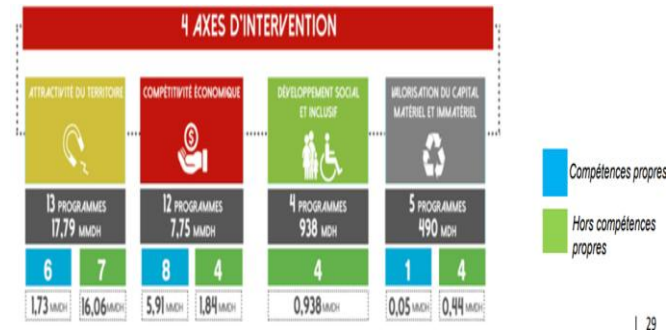 4 AXES D'INTERVENTION
ATTRACTIVITÉ DU TERRITOIRE
COMPÉTITIVITÉ ÉCONOMIQUE
DÉVELOPPEMENT SOCIAL
ET INCLUSIF
VALORISATION DU CAPITAL
MATÉRIEL ET IMMATÉRIEL
$
13 PROGRAMMES
17,79 MMDH
12 PROGRAMMES
7,75 MMDH
4 PROGRAMMES
938 MDH
5 PROGRAMMES
490 MDH
6
7
8
4
4
1
4
1,73 MMDH
16,06 MMDH
5,91 MMDH
1,84 MMDH
0,938 MMDH
0,05 MMDH
0,44 MMDH
Compétences propres
Hors compétences
propres
| 29